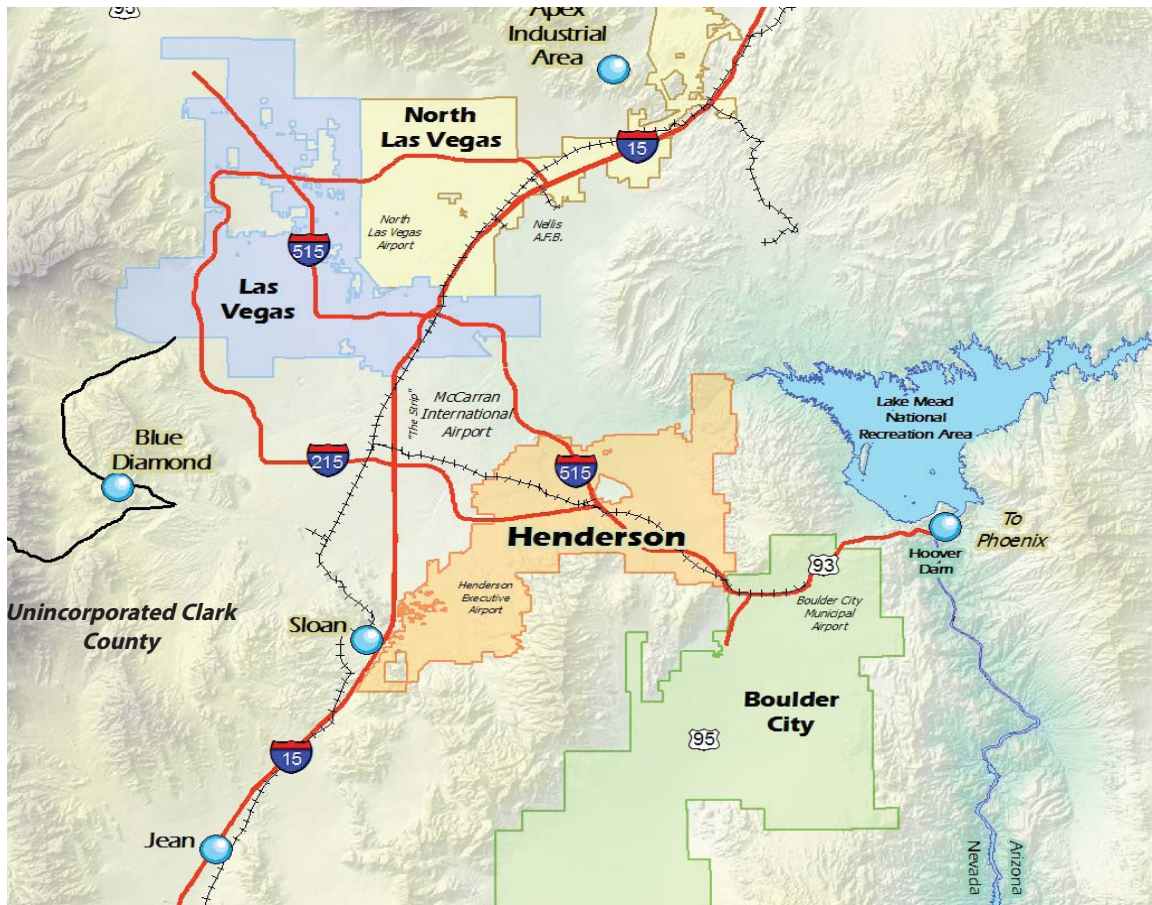 95
Apex
Industrial
Area
North
Las Vegas
15
North
Las Vegas
Airport
Nellis
A.F.B.
515
Las
Vegas
McCarran
International
Airport
"The Strip"
Lake Mead
National
Recreation Area
Blue
Diamond
215
515
Henderson
To
Phoenix
Hoover
Dam
93
Henderson
Executive
Airport
Boulder City
Municipal
Airport
Unincorporated Clark
County
Sloan
Boulder
City
95
15
Jean
Nevada
Arizona